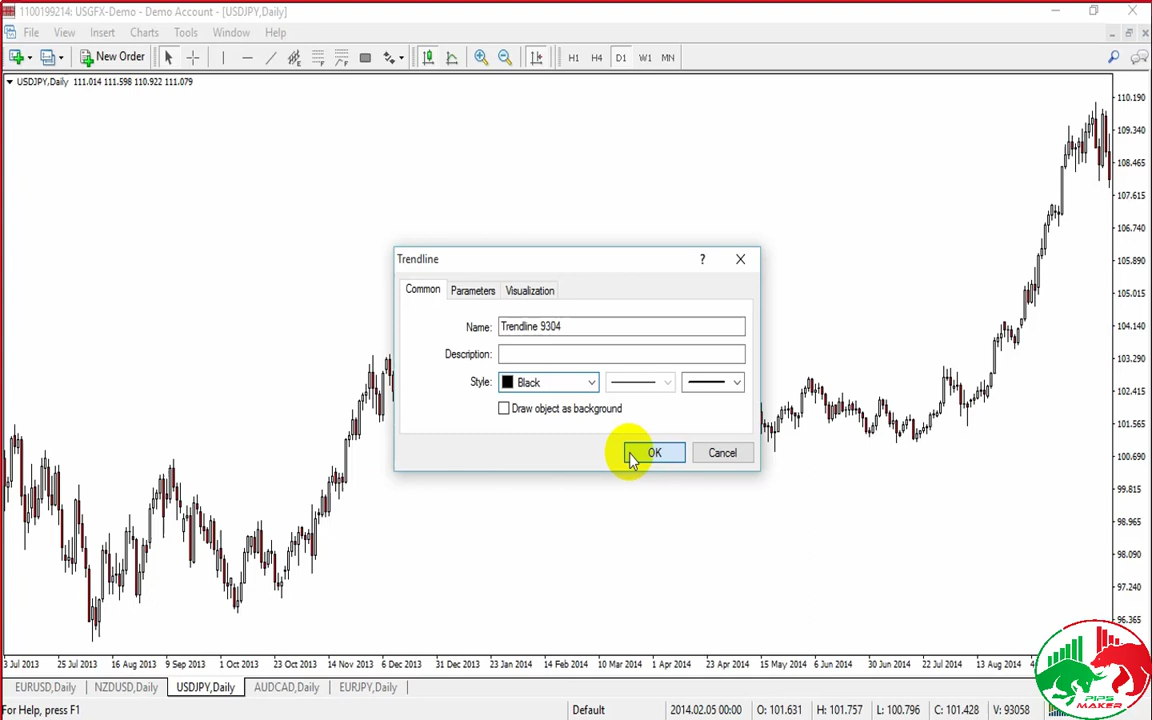 1100199214: USGFX-Demo - Demo Account - [USDJPY,Daily]
File View Insert Charts Tools Window Help
New Order H1 H4 D1 W1 MN
USDJPY,Daily 111.014 111.598 110.922 111.079
110.190
109.340
108.465
107.615
106.740
105.890
105.015
104.140
103.290
102.415
101.565
100.690
99.815
98.965
98.090
97.240
96.365
Trendline ?
Common Parameters Visualization
Name: Trendline 9304
Description:
Style: Black
Draw object as background
OK Cancel
3 Jul 2013 25 Jul 2013 16 Aug 2013 9 Sep 2013 1 Oct 2013 23 Oct 2013 14 Nov 2013 6 Dec 2013 31 Dec 2013 23 Jan 2014 14 Feb 2014 10 Mar 2014 1 Apr 2014 23 Apr 2014 15 May 2014 6 Jun 2014 30 Jun 2014 22 Jul 2014 13 Aug 2014
EURUSD,Daily NZDUSD,Daily USDJPY,Daily AUDCAD,Daily EURJPY,Daily
For Help, press F1 Default 2014.02.05 00:00 O: 101.631 H: 101.757 L: 100.796 C: 101.428 V: 93058
PIPS
MAKER